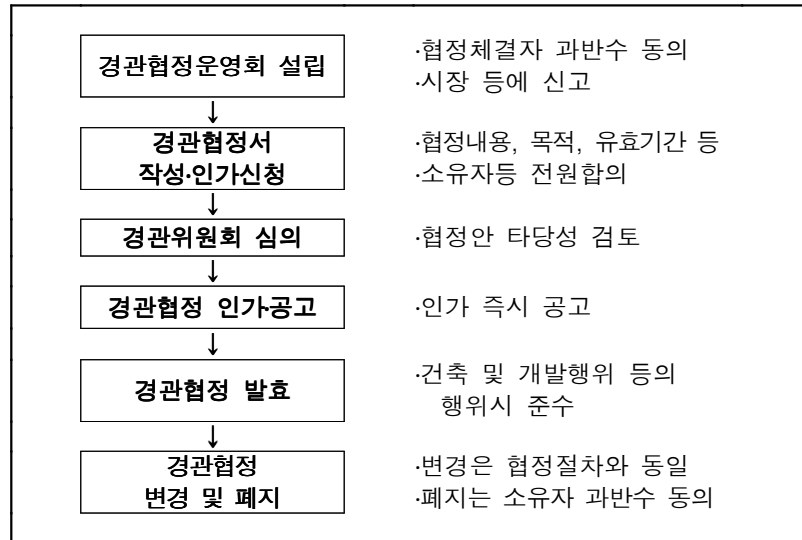 경관협정운영회 설립
·협정체결자 과반수 동의
·시장 등에 신고
↓
경관협정서
작성·인가신청
·협정내용, 목적, 유효기간 등
·소유자등 전원합의
↓
경관위원회 심의
·협정안 타당성 검토
↓
경관협정 인가·공고
·인가 즉시 공고
↓
경관협정 발효
·건축 및 개발행위 등의
행위시 준수
↓
경관협정
변경 및 폐지
·변경은 협정절차와 동일
·폐지는 소유자 과반수 동의